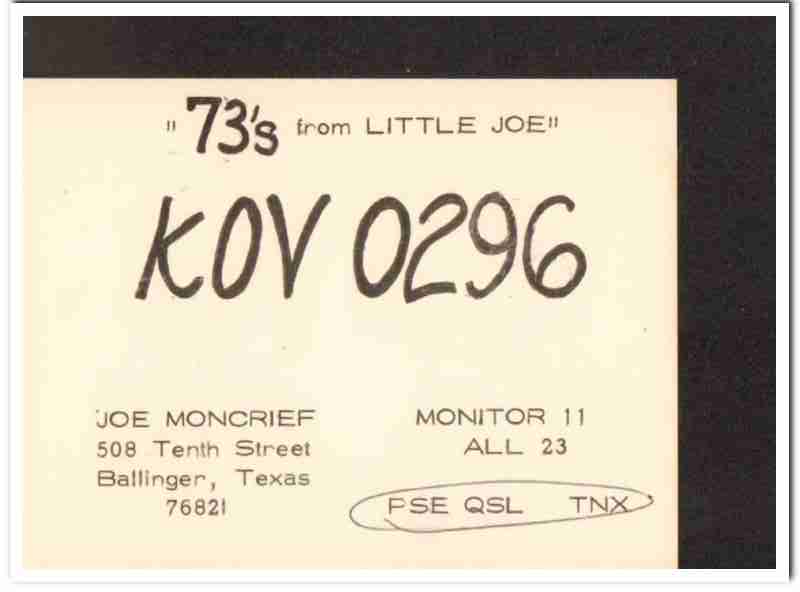 "73's from LITTLE JOE"
KOV 0296
JOE MONCRIEF
508 Tenth Street
Ballinger, Texas
76821
MONITOR 11
ALL 23
PSE QSL TNX